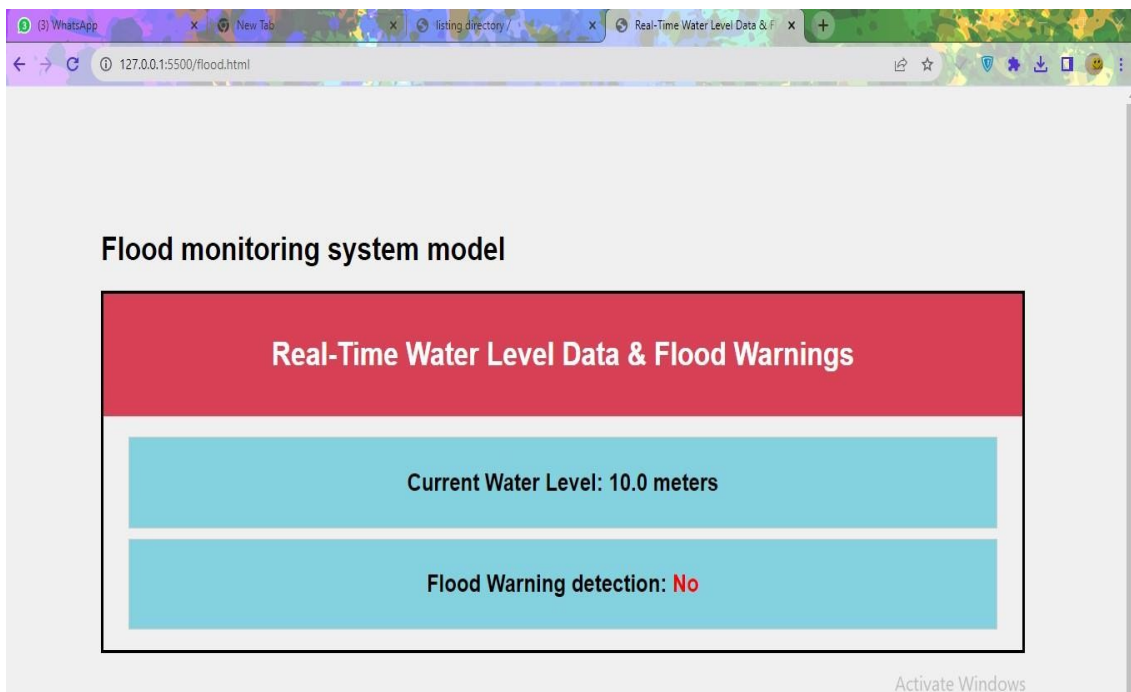 (3) WhatsApp
New Tab
listing directory /
Real-Time Water Level Data & F
127.0.0.1:5500/flood.html
Flood monitoring system model
Real-Time Water Level Data & Flood Warnings
Current Water Level: 10.0 meters
Flood Warning detection: No
Activate Windows